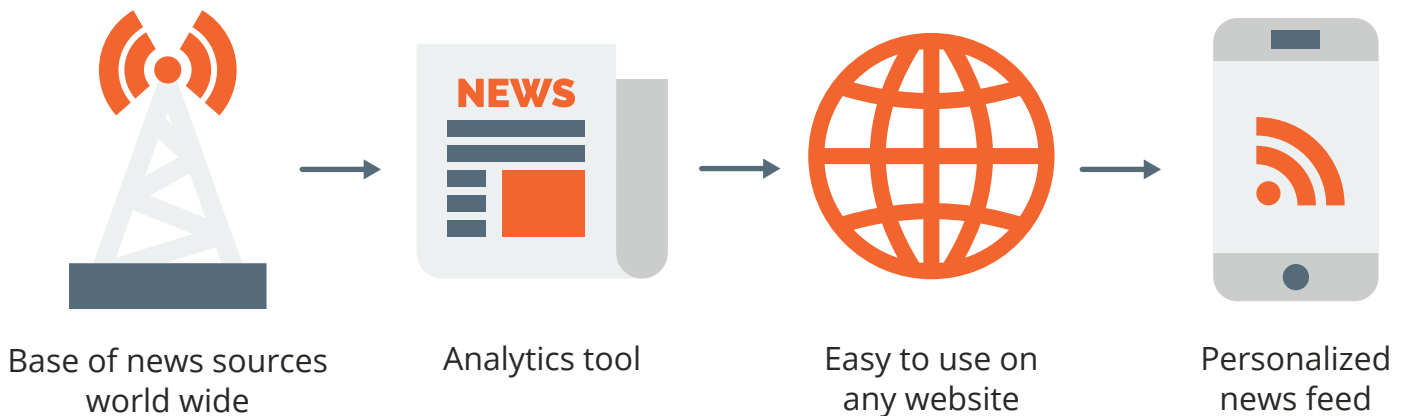 NEWS
Base of news sources
world wide
Analytics tool
Easy to use on
any website
Personalized
news feed